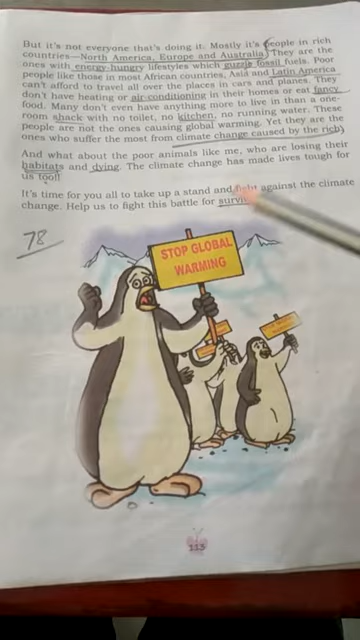 But it's not everyone that's doing it. Mostly it's people in rich
countries—North America, Europe and Australia. They are the
ones with energy-hungry lifestyles which guzzle fossil fuels. Poor
people like those in most African countries, Asia and Latin America
can't afford to travel all over the places in cars and planes. They
don't have heating or air-conditioning in their homes or eat fancy
food. Many don't even have anything more to live in than a one-
room shack with no toilet, no kitchen, no running water. These
people are not the ones causing global warming. Yet they are the
ones who suffer the most from climate change caused by the rich
And what about the poor animals like me, who are losing their
habitats and dying. The climate change has made lives tough for
us too!!
It's time for you all to take up a stand and fight against the climate
change. Help us to fight this battle for
78
STOP GLOBAL
WARMING